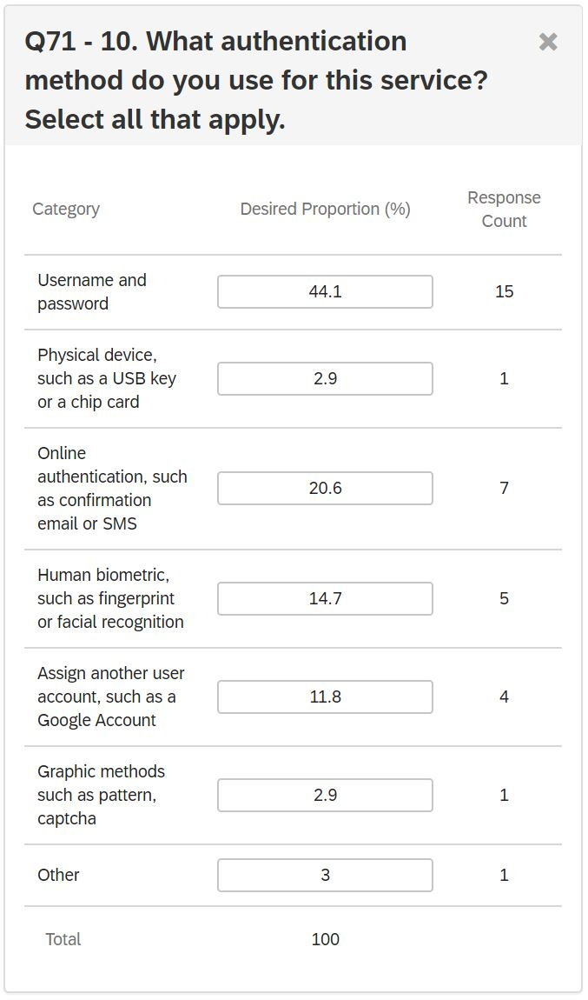 Q71 - 10. What authentication
method do you use for this service?
Select all that apply.
Category
Desired Proportion (%)
Response
Count
Username and
password
44.1
15
Physical device,
such as a USB key
or a chip card
2.9
1
Online
authentication, such
as confirmation
email or SMS
20.6
7
Human biometric,
such as fingerprint
or facial recognition
14.7
5
Assign another user
account, such as a
Google Account
11.8
4
Graphic methods
such as pattern,
captcha
2.9
1
Other
3
1
Total
100